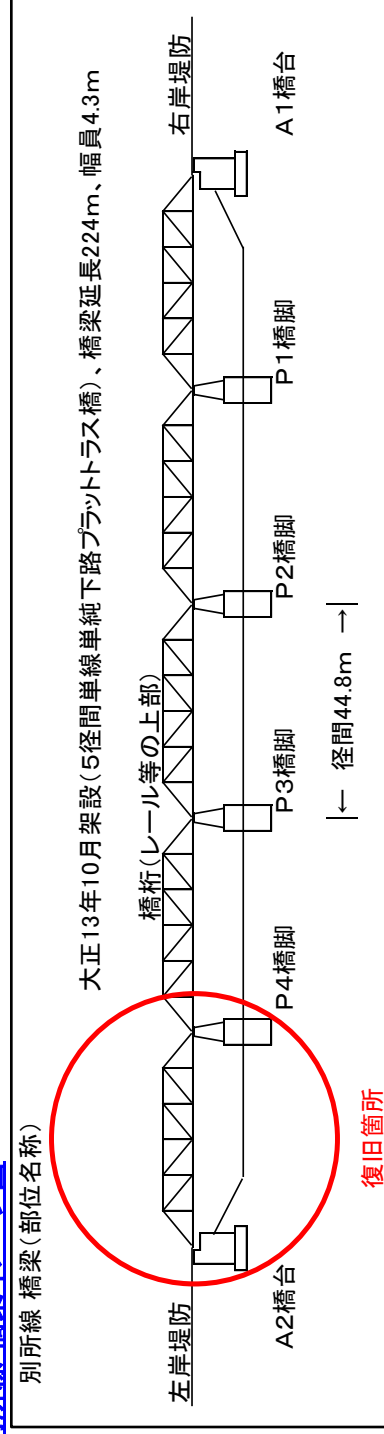 別所線 橋梁(部位名称)
大正13年10月架設(5径間単線単純下路プラットトラス橋)、橋梁延長224m、幅員4.3m
橋桁(レール等の上部)
左岸堤防
右岸堤防
A2橋台
P4橋脚
P3橋脚
P2橋脚
P1橋脚
A1橋台
|← 径間44.8m →|
復旧箇所